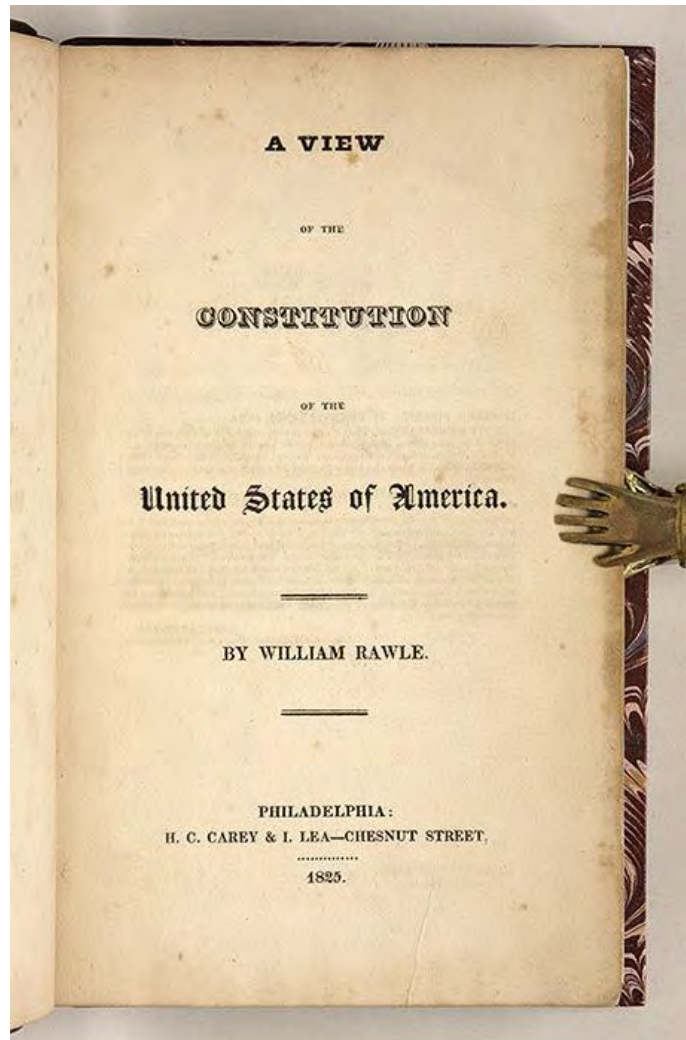 A VIEW
OF THE
CONSTITUTION
OF THE
United States of America.
BY WILLIAM RAWLE.
PHILADELPHIA:
H. C. CAREY & I. LEA—CHESNUT STREET,
1825.